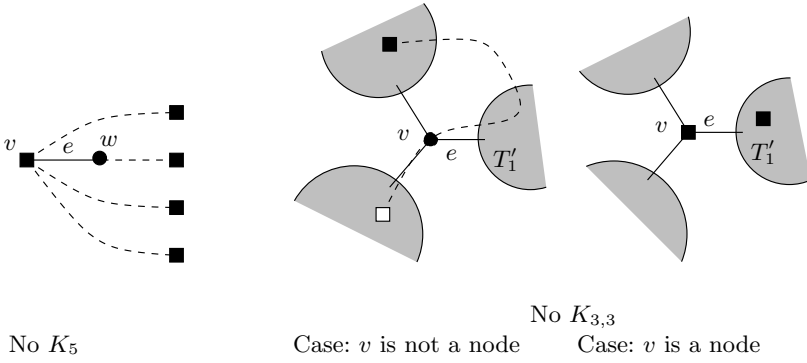 v e w
v e T′₁
v e T′₁
No K₃,₃
No K₅ Case: v is not a node Case: v is a node